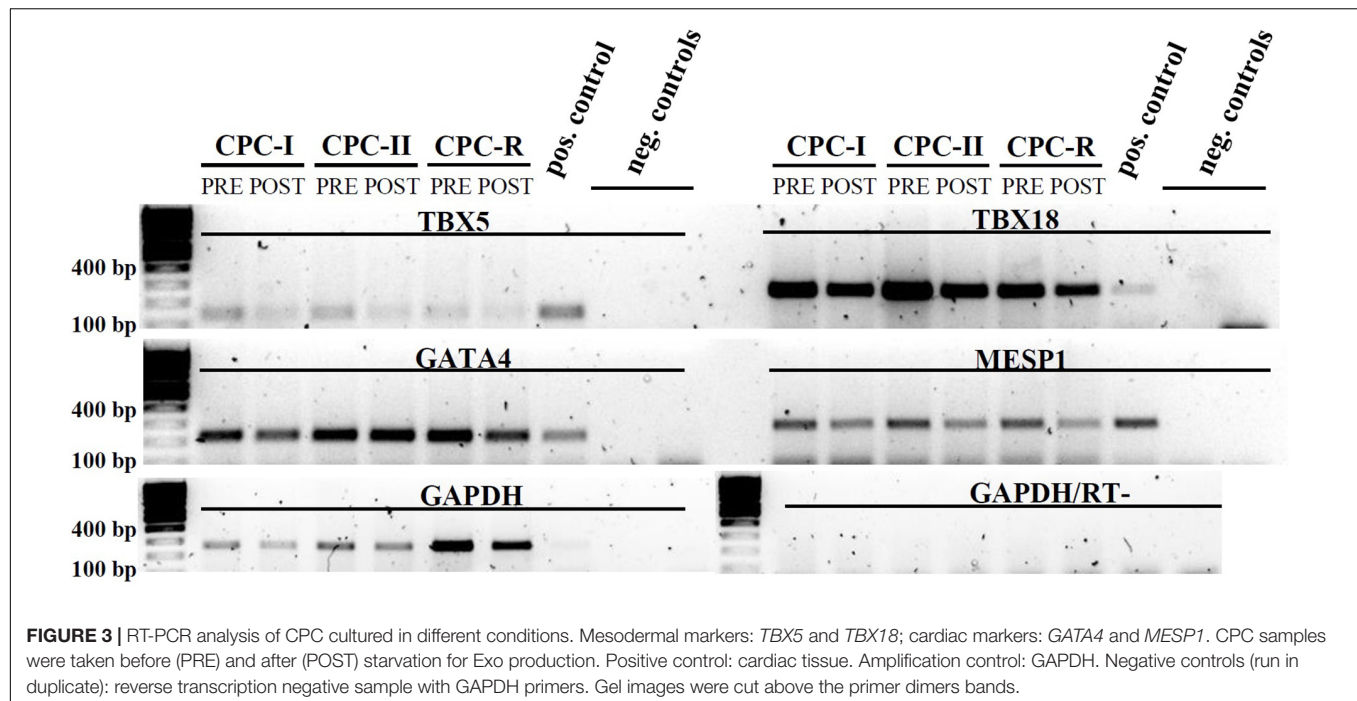 CPC-I CPC-II CPC-R pos. control neg. controls CPC-I CPC-II CPC-R pos. control neg. controls
PRE POST PRE POST PRE POST PRE POST PRE POST PRE POST
TBX5 TBX18
400 bp
100 bp
GATA4 MESP1
400 bp
100 bp
GAPDH GAPDH/RT-
400 bp
100 bp
FIGURE 3 | RT-PCR analysis of CPC cultured in different conditions. Mesodermal markers: TBX5 and TBX18; cardiac markers: GATA4 and MESP1. CPC samples
were taken before (PRE) and after (POST) starvation for Exo production. Positive control: cardiac tissue. Amplification control: GAPDH. Negative controls (run in
duplicate): reverse transcription negative sample with GAPDH primers. Gel images were cut above the primer dimers bands.